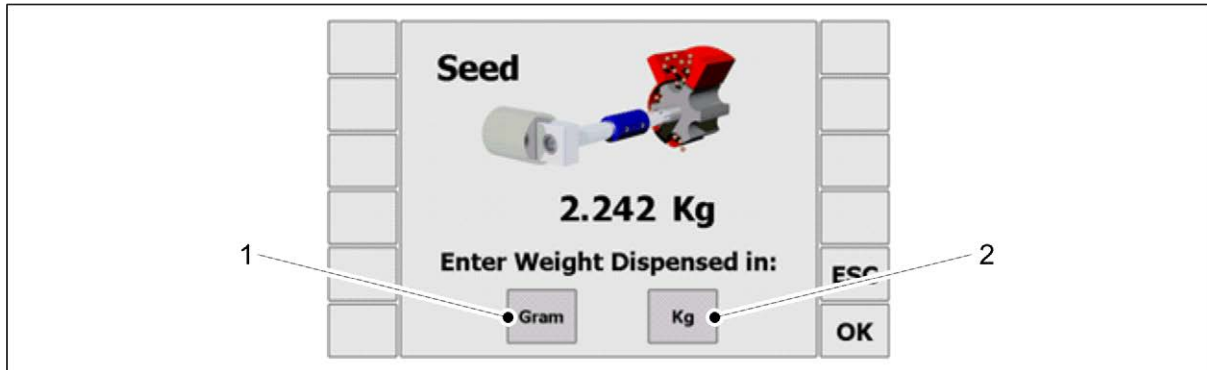 Seed
2.242 Kg
1
Enter Weight Dispensed in:
ESC
2
Gram
Kg
OK